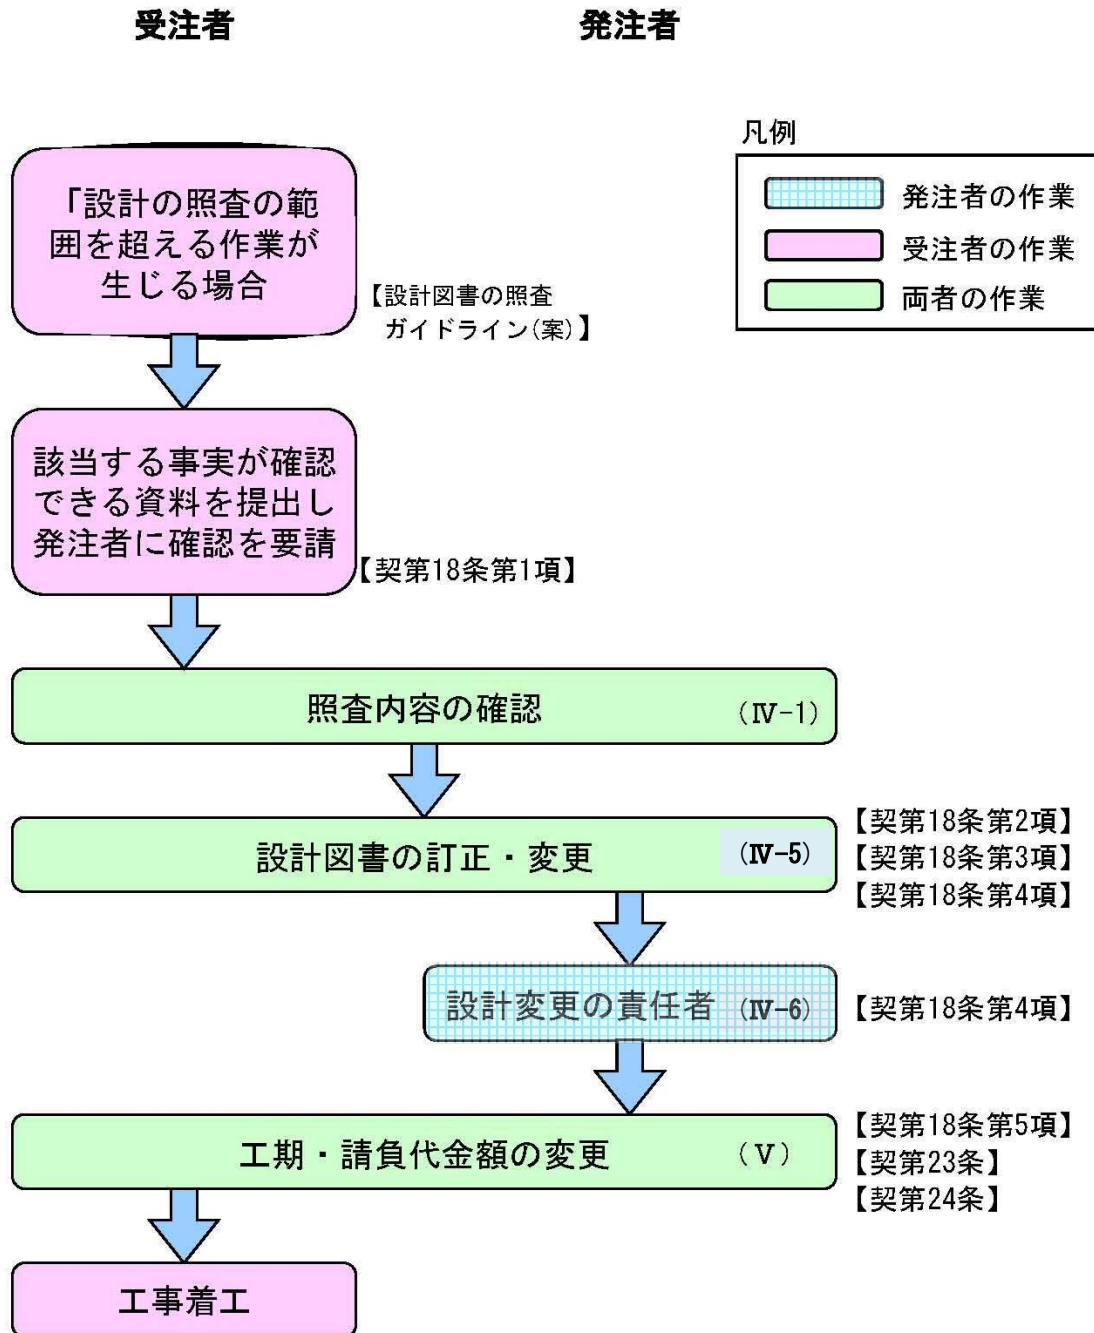 受注者
発注者
凡例
発注者の作業
受注者の作業
両者の作業
「設計の照査の範
囲を超える作業が
生じる場合
【設計図書の照査
ガイドライン(案)】
該当する事実が確認
できる資料を提出し
発注者に確認を要請
【契第18条第1項】
照査内容の確認 (Ⅳ-1)
設計図書の訂正・変更 (Ⅳ-5)
【契第18条第2項】
【契第18条第3項】
【契第18条第4項】
設計変更の責任者 (Ⅳ-6)
【契第18条第4項】
工期・請負代金額の変更 (Ⅴ)
【契第18条第5項】
【契第23条】
【契第24条】
工事着工